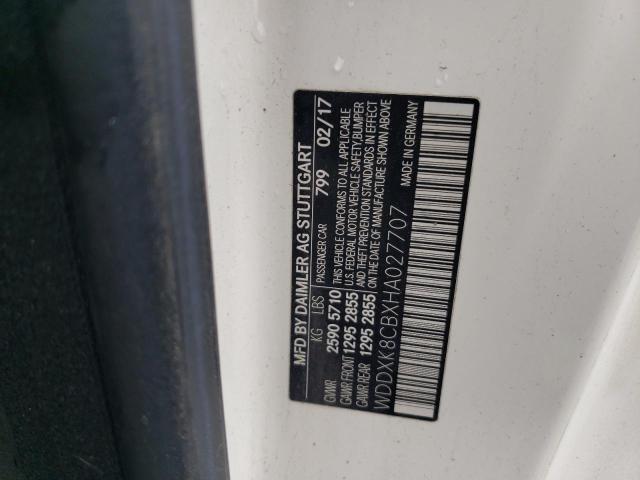 MFD BY DAIMLER AG STUTTGART
KG LBS PASSENGER CAR 799 02/17
GVWR 2590 5710 THIS VEHICLE CONFORMS TO ALL APPLICABLE
GAWR FRONT 1295 2855 U.S. FEDERAL MOTOR VEHICLE SAFETY, BUMPER
GAWR REAR 1295 2855 AND THEFT PREVENTION STANDARDS IN EFFECT
ON THE DATE OF MANUFACTURE SHOWN ABOVE
WDDXK8CBXHA027707 MADE IN GERMANY